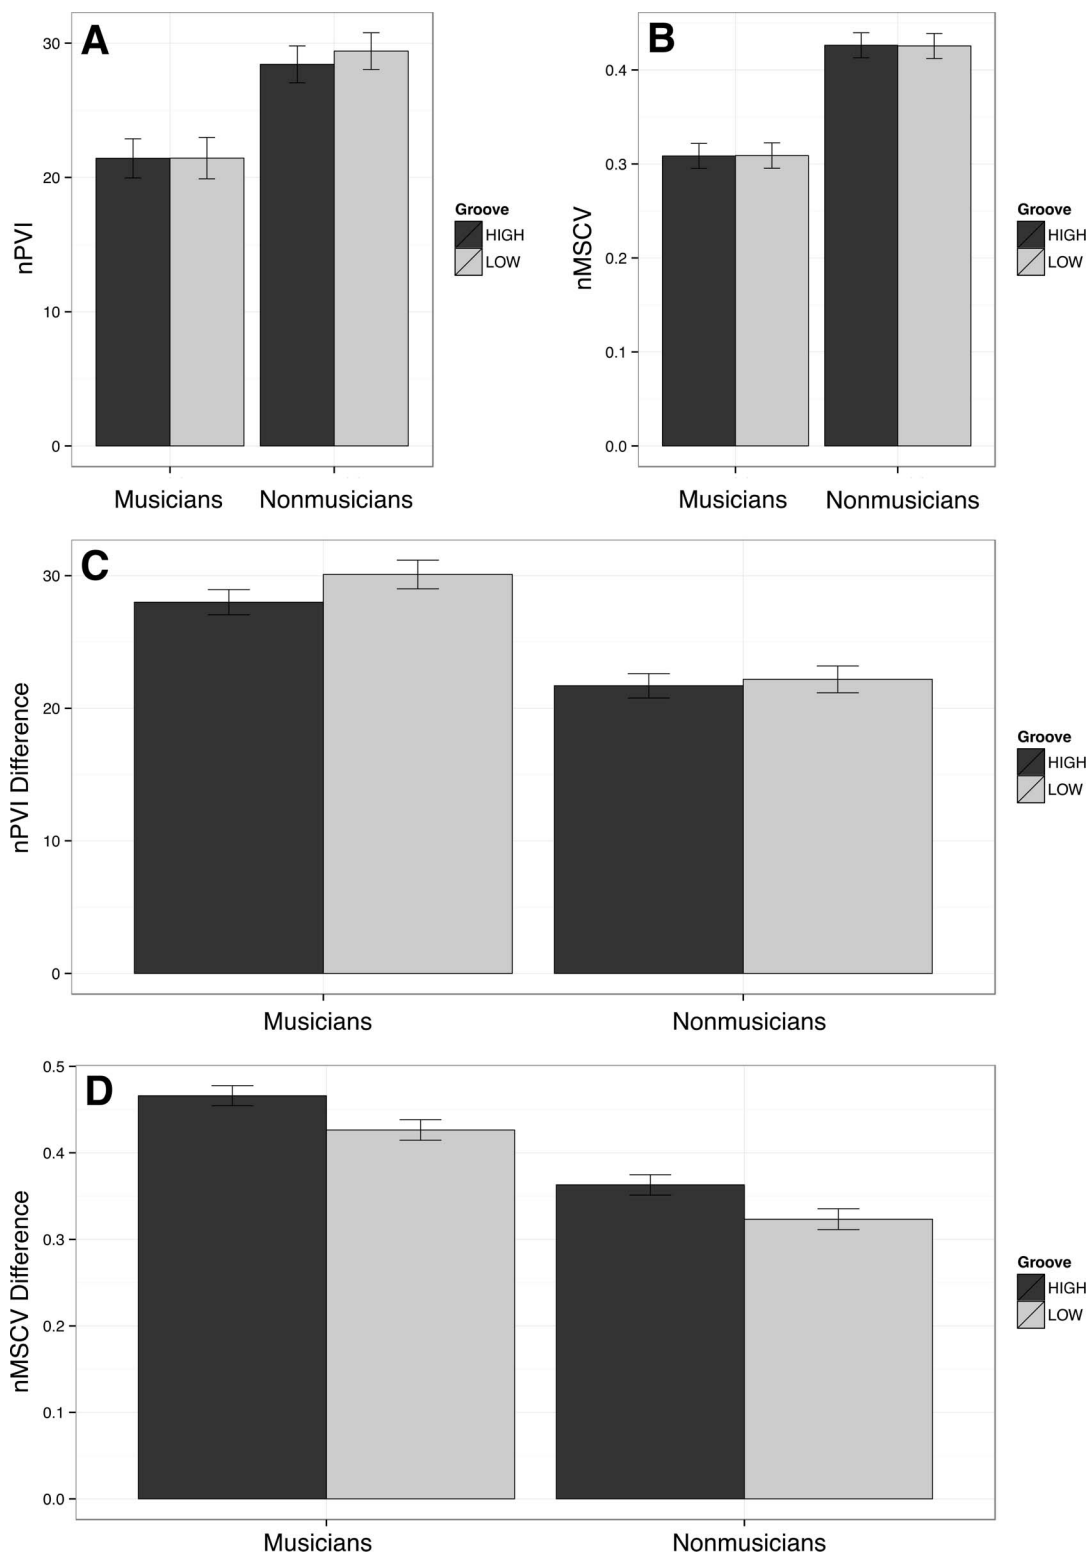 A
30
20
10
0
nPVI
Groove
HIGH
LOW
Musicians Nonmusicians
B
0.4
0.3
0.2
0.1
0.0
nMSCV
Groove
HIGH
LOW
Musicians Nonmusicians
C
30
20
10
0
nPVI Difference
Groove
HIGH
LOW
Musicians Nonmusicians
D
0.5
0.4
0.3
0.2
0.1
0.0
nMSCV Difference
Groove
HIGH
LOW
Musicians Nonmusicians